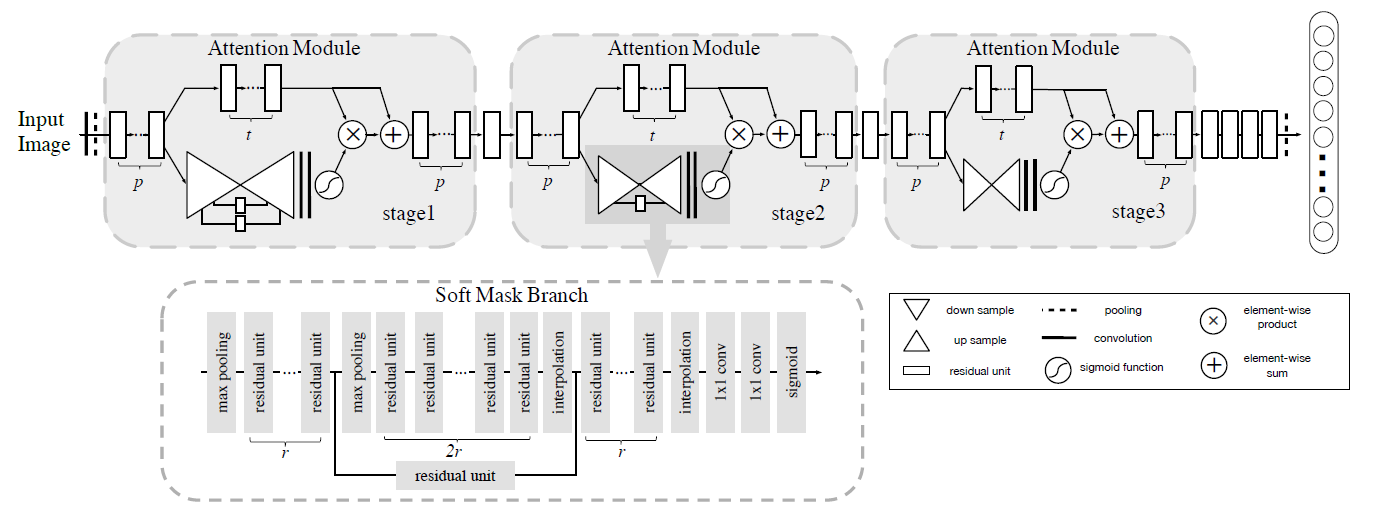 Attention Module
Attention Module
Attention Module
Input
Image
t
t
t
p
p
p
p
p
p
stage1
stage2
stage3
Soft Mask Branch
max pooling
residual unit
...
residual unit
max pooling
residual unit
residual unit
...
residual unit
residual unit
interpolation
residual unit
...
residual unit
interpolation
1x1 conv
1x1 conv
sigmoid
r
2r
r
residual unit
down sample
up sample
residual unit
pooling
convolution
sigmoid function
element-wise
product
element-wise
sum